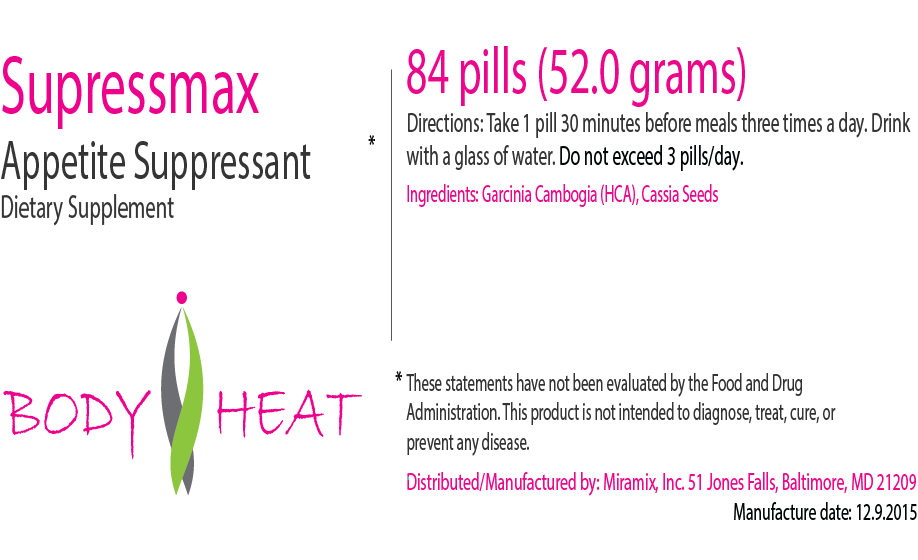 Supressmax
Appetite Suppressant *
Dietary Supplement
BODY HEAT
84 pills (52.0 grams)
Directions: Take 1 pill 30 minutes before meals three times a day. Drink
with a glass of water. Do not exceed 3 pills/day.
Ingredients: Garcinia Cambogia (HCA), Cassia Seeds
* These statements have not been evaluated by the Food and Drug
Administration. This product is not intended to diagnose, treat, cure, or
prevent any disease.
Distributed/Manufactured by: Miramix, Inc. 51 Jones Falls, Baltimore, MD 21209
Manufacture date: 12.9.2015